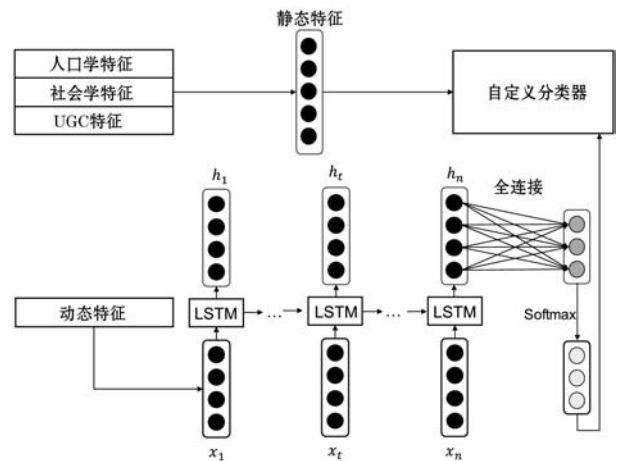 静态特征
人口学特征
社会学特征
UGC特征
自定义分类器
h₁
hₜ
hₙ
全连接
动态特征
LSTM
...
LSTM
...
LSTM
Softmax
x₁
xₜ
xₙ